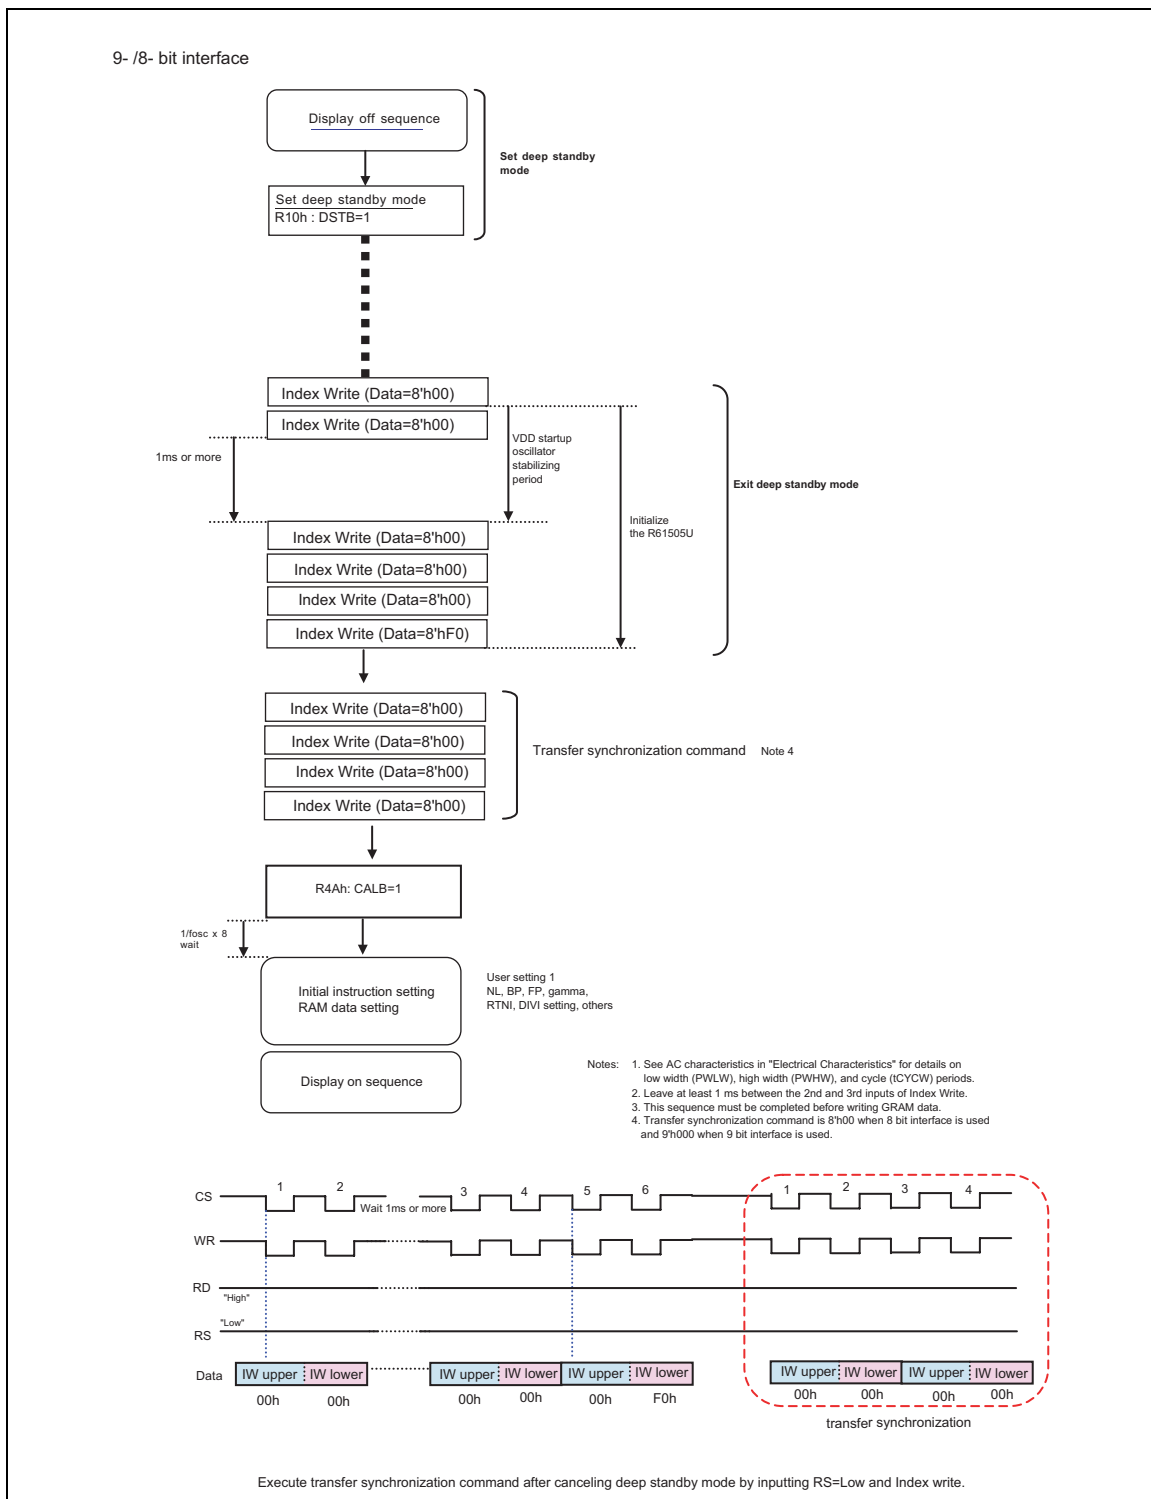 9- /8- bit interface
Display off sequence
Set deep standby
mode
Set deep standby mode
R10h : DSTB=1
Index Write (Data=8'h00)
Index Write (Data=8'h00)
1ms or more
VDD startup
oscillator
stabilizing
period
Exit deep standby mode
Initialize
the R61505U
Index Write (Data=8'h00)
Index Write (Data=8'h00)
Index Write (Data=8'h00)
Index Write (Data=8'hF0)
Index Write (Data=8'h00)
Index Write (Data=8'h00)
Index Write (Data=8'h00)
Index Write (Data=8'h00)
Transfer synchronization command Note 4
R4Ah: CALB=1
1/fosc x 8
wait
Initial instruction setting
RAM data setting
User setting 1
NL, BP, FP, gamma,
RTNI, DIVI setting, others
Display on sequence
Notes: 1. See AC characteristics in "Electrical Characteristics" for details on
low width (PWLW), high width (PWHW), and cycle (tCYCW) periods.
2. Leave at least 1 ms between the 2nd and 3rd inputs of Index Write.
3. This sequence must be completed before writing GRAM data.
4. Transfer synchronization command is 8'h00 when 8 bit interface is used
and 9'h000 when 9 bit interface is used.
CS 1 2 Wait 1ms or more 3 4 5 6 1 2 3 4
WR
RD
"High"
"Low"
RS
Data IW upper IW lower IW upper IW lower IW upper IW lower IW upper IW lower IW upper IW lower
00h 00h 00h 00h 00h F0h 00h 00h 00h 00h
transfer synchronization
Execute transfer synchronization command after canceling deep standby mode by inputting RS=Low and Index write.